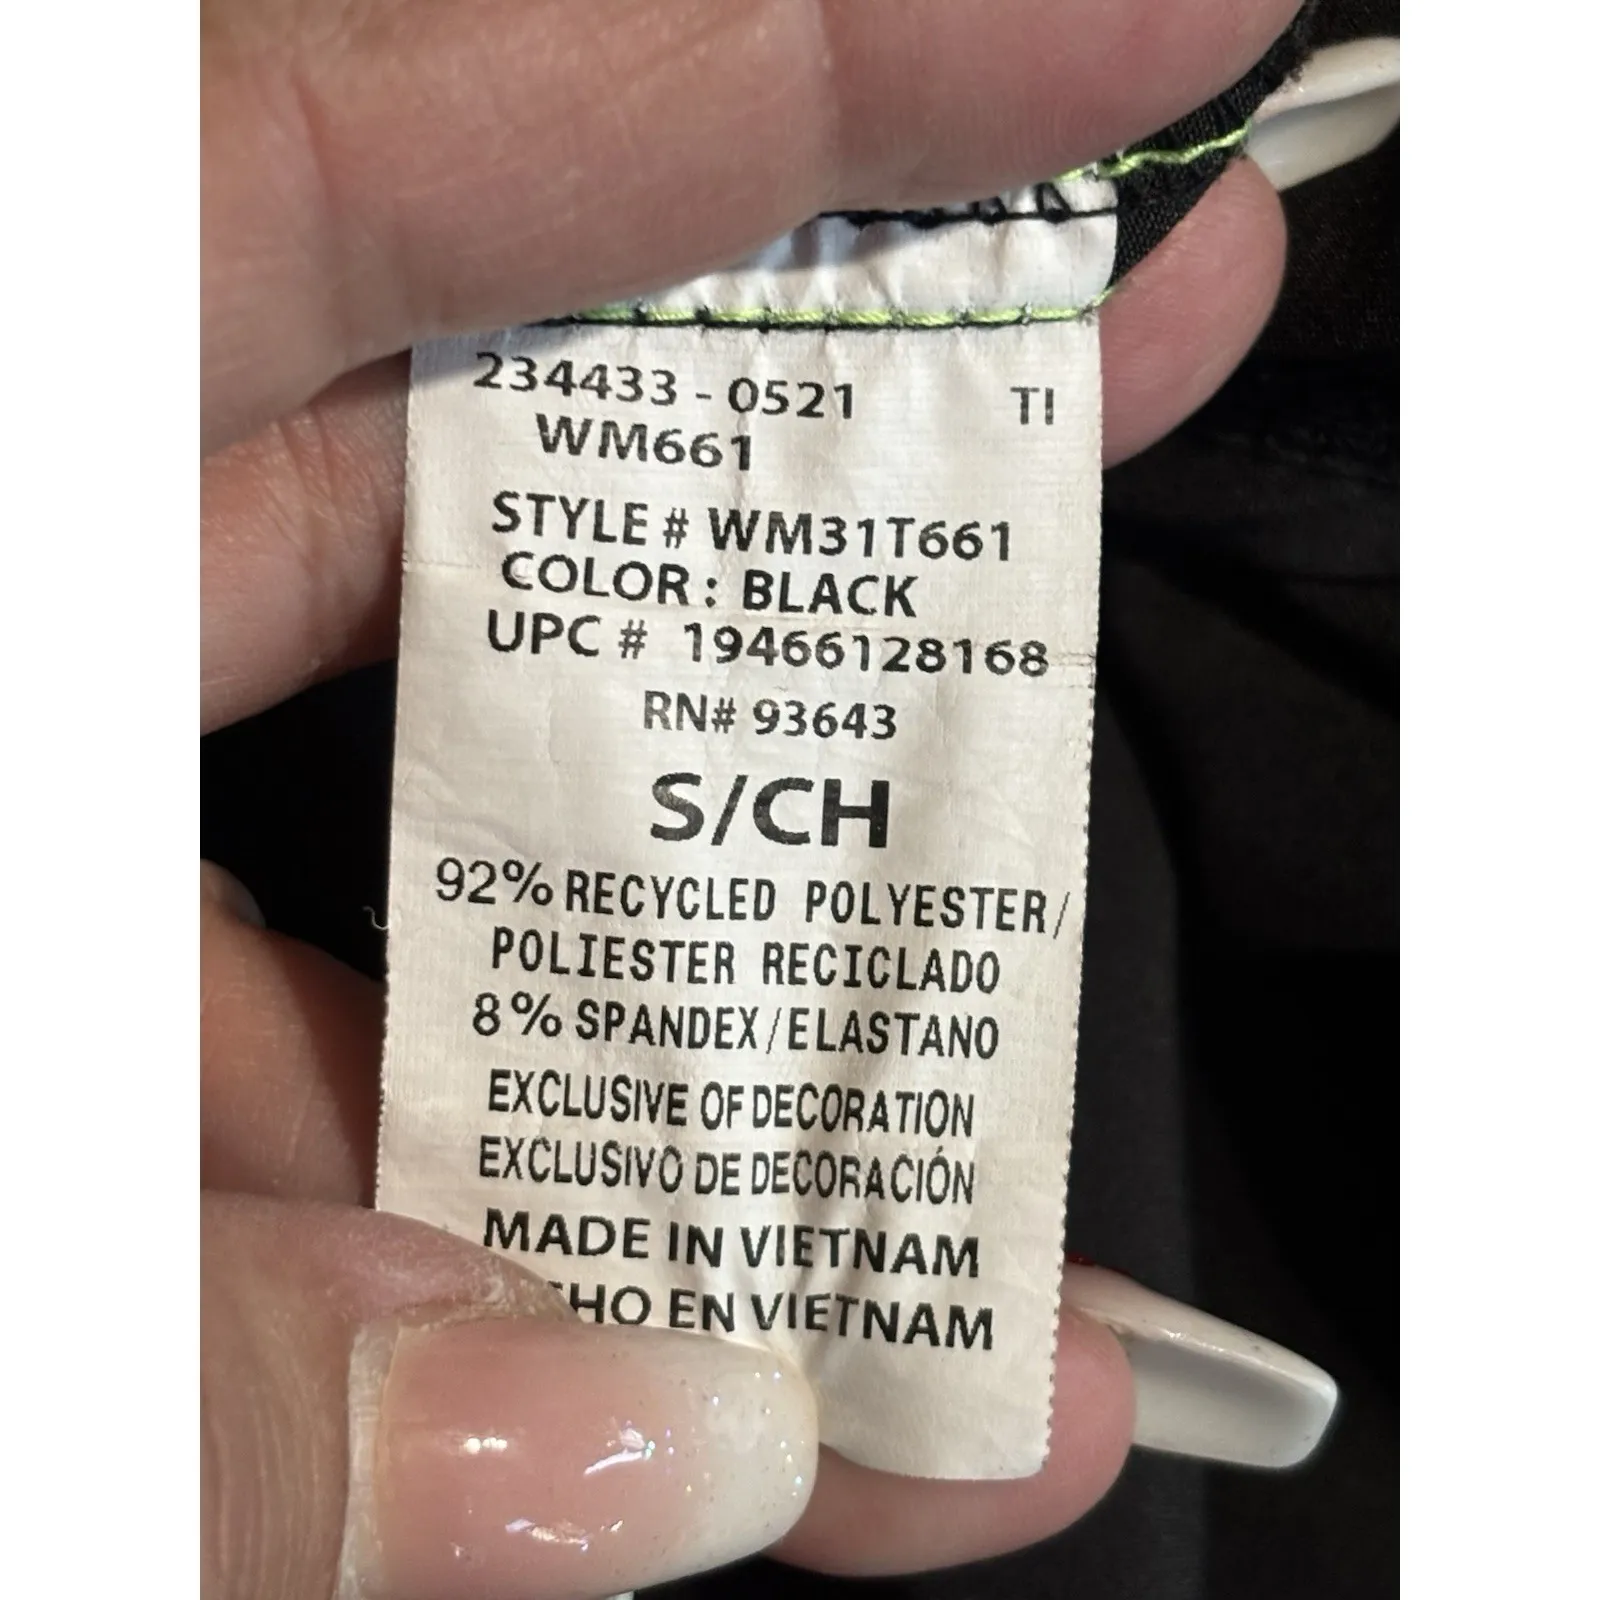 234433 - 0521 TI
WM661
STYLE # WM31T661
COLOR : BLACK
UPC # 19466128168
RN# 93643
S/CH
92% RECYCLED POLYESTER/
POLIESTER RECICLADO
8% SPANDEX/ELASTANO
EXCLUSIVE OF DECORATION
EXCLUSIVO DE DECORACIÓN
MADE IN VIETNAM
EN VIETNAM